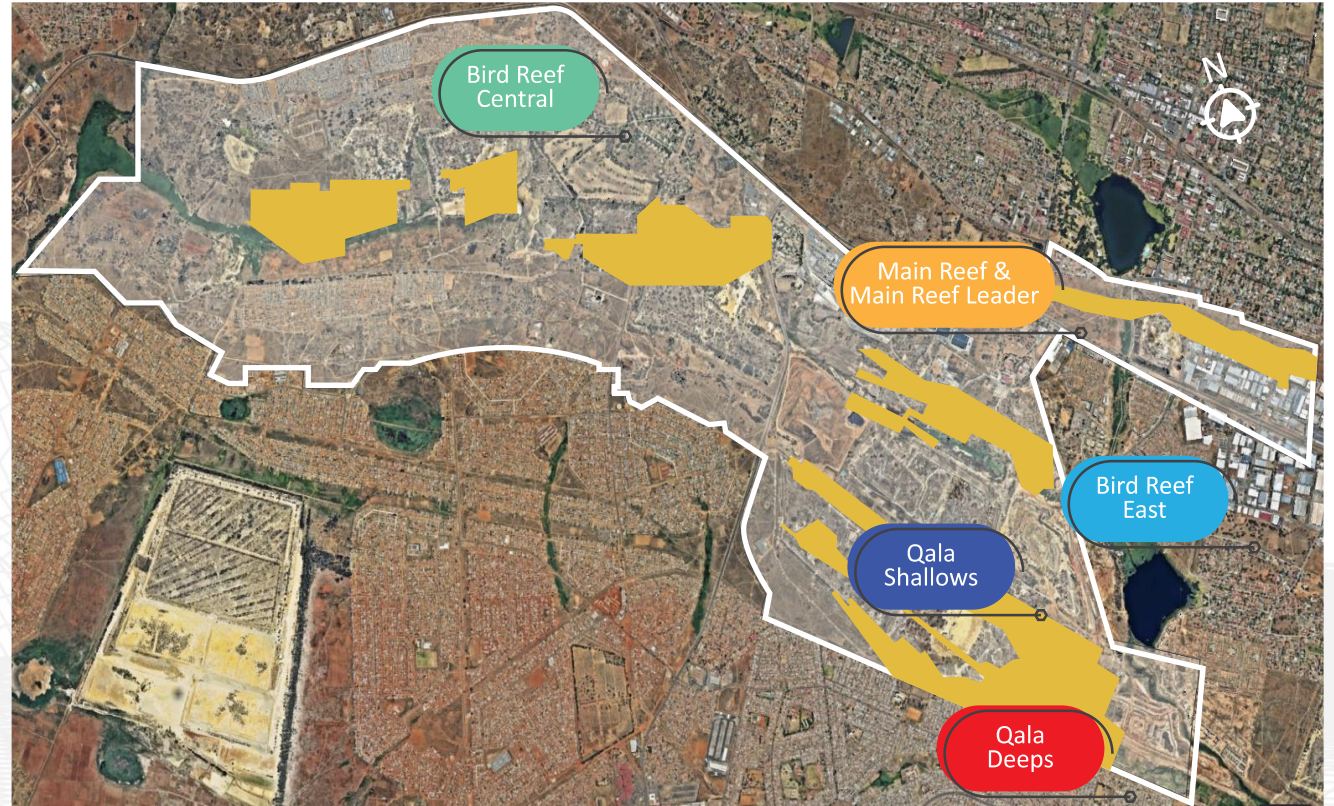 Bird Reef
Central
N
Main Reef &
Main Reef Leader
Bird Reef
East
Qala
Shallows
Qala
Deeps